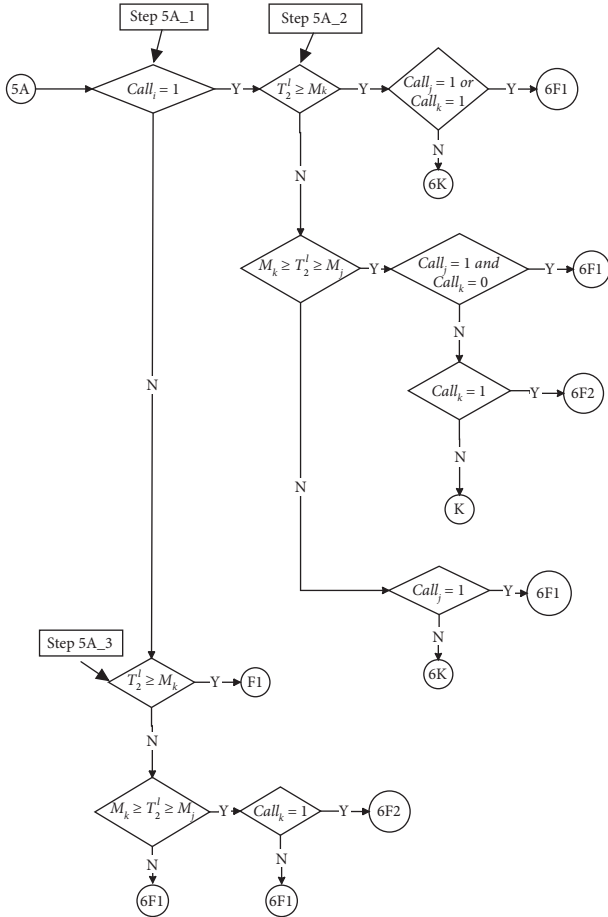 Step 5A_1
Step 5A_2
5A
Call_i = 1
Y
T_2^l ≥ M_k
Y
Call_j = 1 or
Call_k = 1
Y
6F1
N
6K
N
M_k ≥ T_2^l ≥ M_j
Y
Call_j = 1 and
Call_k = 0
Y
6F1
N
N
Call_k = 1
Y
6F2
N
K
N
Call_j = 1
Y
6F1
N
6K
Step 5A_3
T_2^l ≥ M_k
Y
F1
N
M_k ≥ T_2^l ≥ M_j
Y
Call_k = 1
Y
6F2
N
N
6F1
6F1